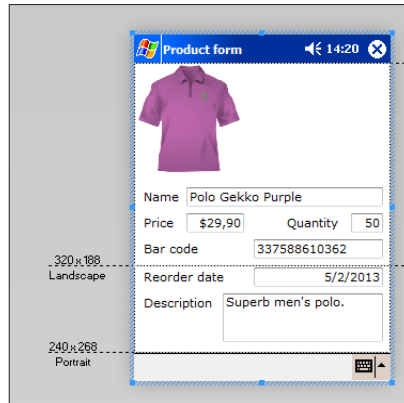 Product form 14:20
Name Polo Gekko Purple
Price $29,90 Quantity 50
Bar code 337588610362
320 x 188
Landscape
Reorder date 5/2/2013
Description Superb men's polo.
240 x 268
Portrait